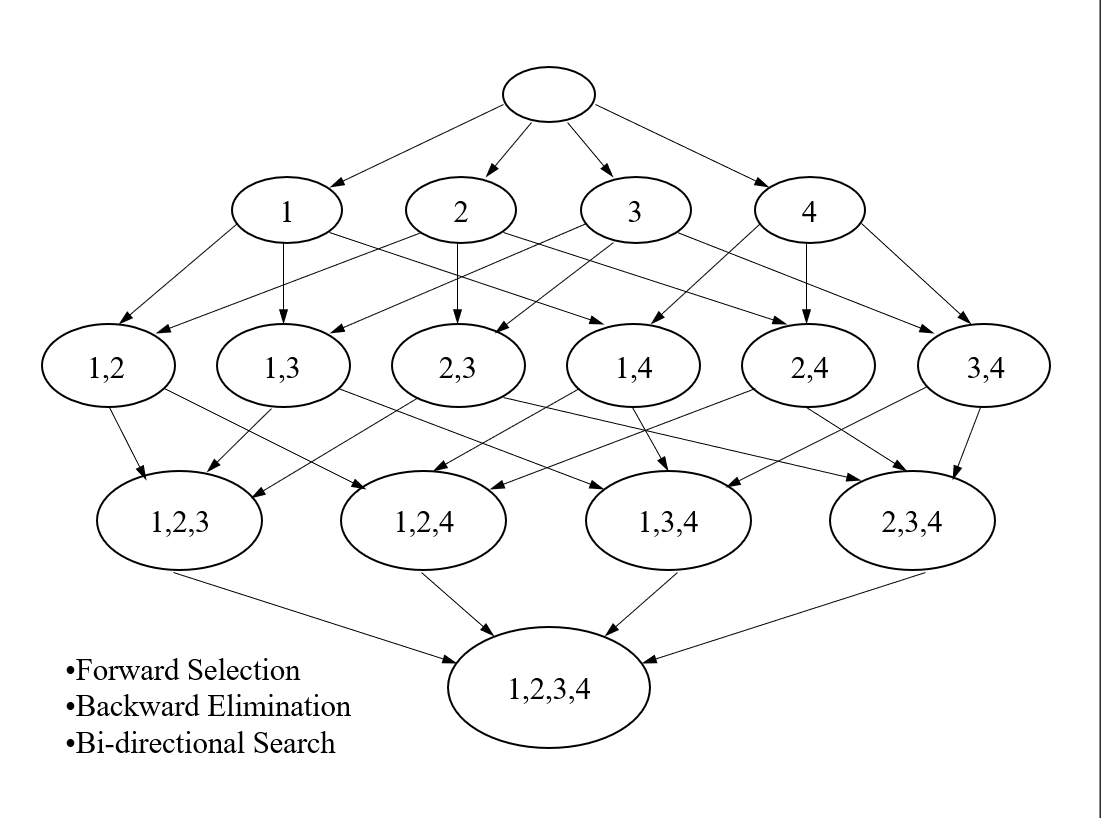 1 2 3 4
1,2 1,3 2,3 1,4 2,4 3,4
1,2,3 1,2,4 1,3,4 2,3,4
1,2,3,4
•Forward Selection
•Backward Elimination
•Bi-directional Search